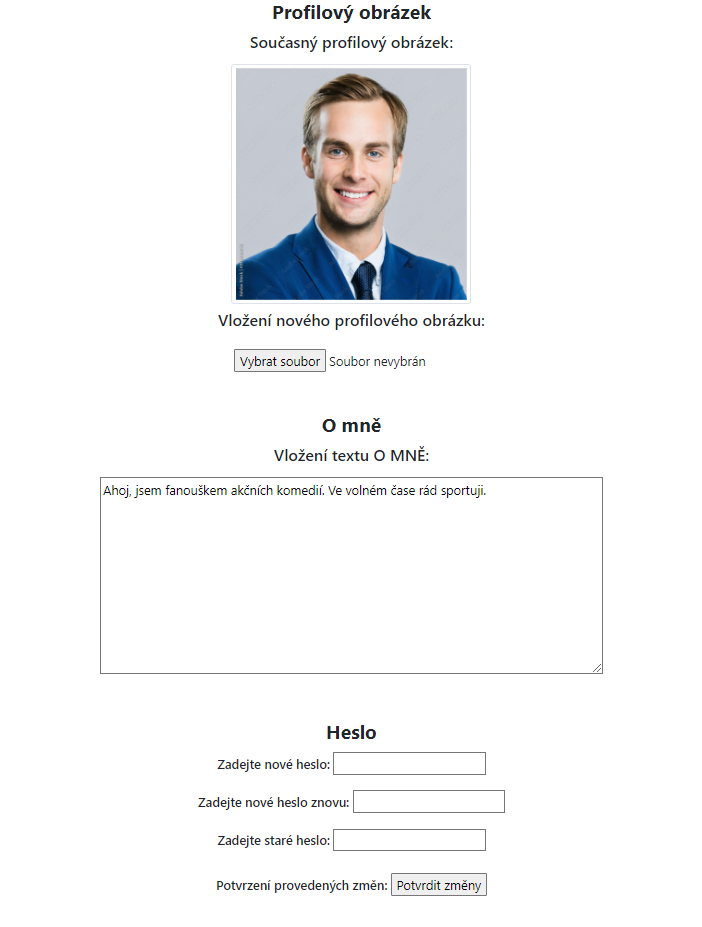 Profilový obrázek
Současný profilový obrázek:
Vložení nového profilového obrázku:
Vybrat soubor Soubor nevybrán
O mně
Vložení textu O MNĚ:
Ahoj, jsem fanouškem akčních komedií. Ve volném čase rád sportuji.
Heslo
Zadejte nové heslo:
Zadejte nové heslo znovu:
Zadejte staré heslo:
Potvrzení provedených změn: Potvrdit změny